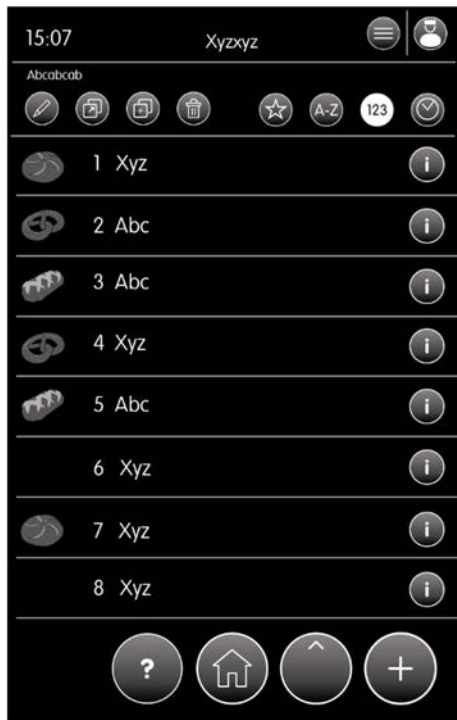 15:07 Xyzxyz
Abcabcab
A-Z 123
1 Xyz i
2 Abc i
3 Abc i
4 Xyz i
5 Abc i
6 Xyz i
7 Xyz i
8 Xyz i
? +